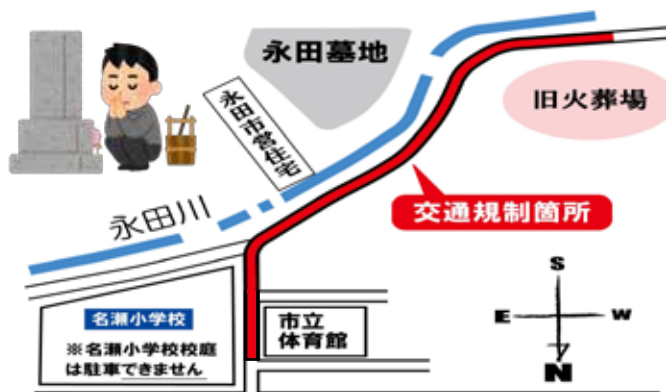 永田墓地
旧火葬場
永田市営住宅
永田川
交通規制箇所
名瀬小学校
※名瀬小学校校庭
は駐車できません
市立
体育館
S
E
W
N